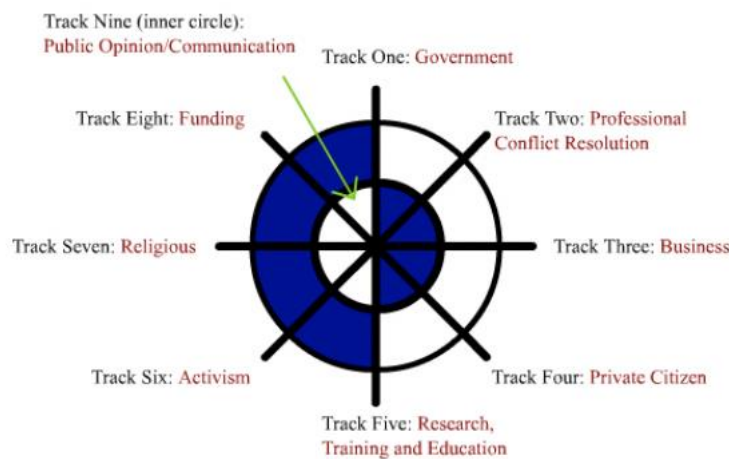 Track Nine (inner circle):
Public Opinion/Communication
Track One: Government
Track Eight: Funding
Track Two: Professional
Conflict Resolution
Track Seven: Religious
Track Three: Business
Track Six: Activism
Track Four: Private Citizen
Track Five: Research,
Training and Education